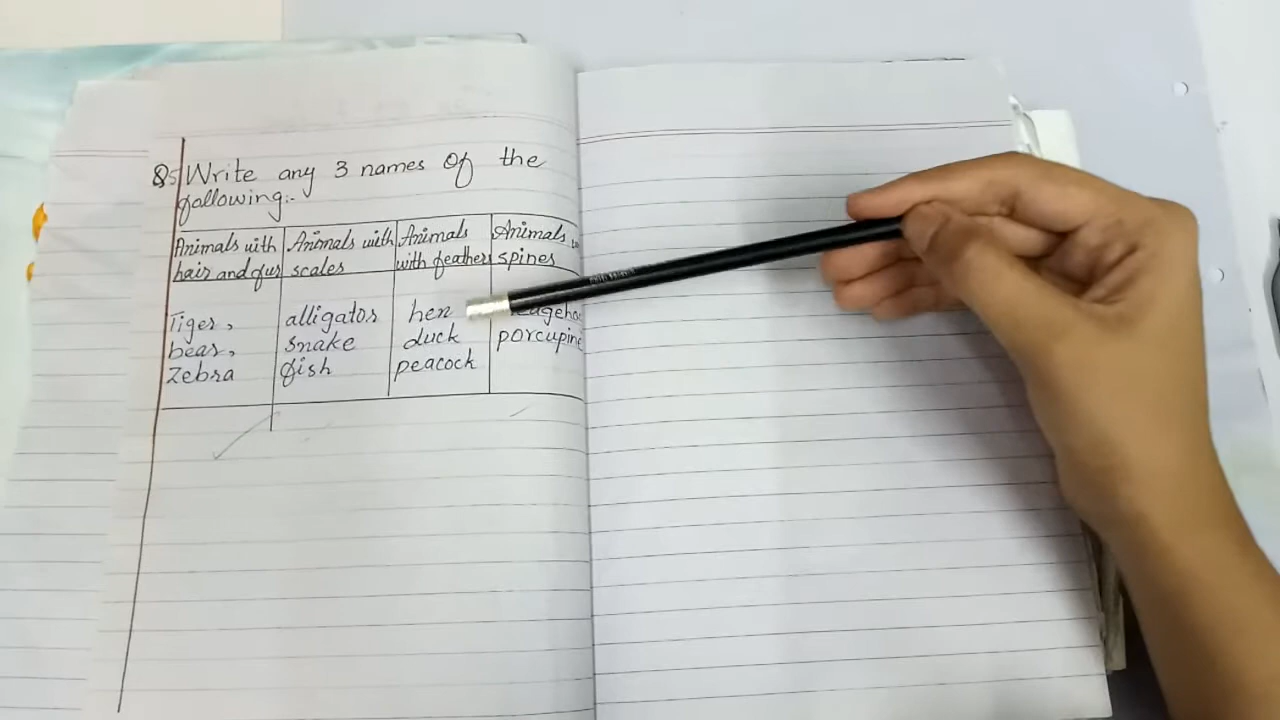 Q5 Write any 3 names of the
following:-
Animals with hair and fur
Animals with scales
Animals with feathers
Animals spines
Tiger,
bear,
Zebra
alligator
snake
fish
hen
duck
peacock
porcupine